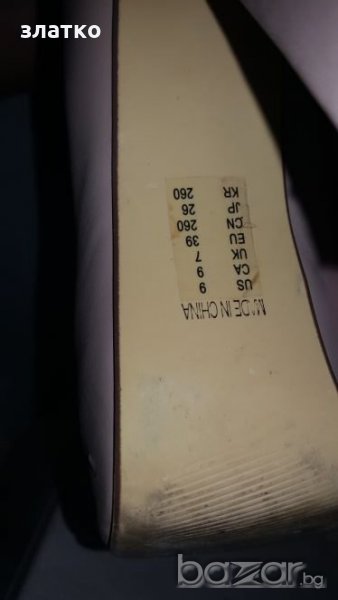 златко
MADE IN CHINA
US 9
CA 9
UK 7
EU 39
CN 260
JP 26
KR 260
bazar.bg